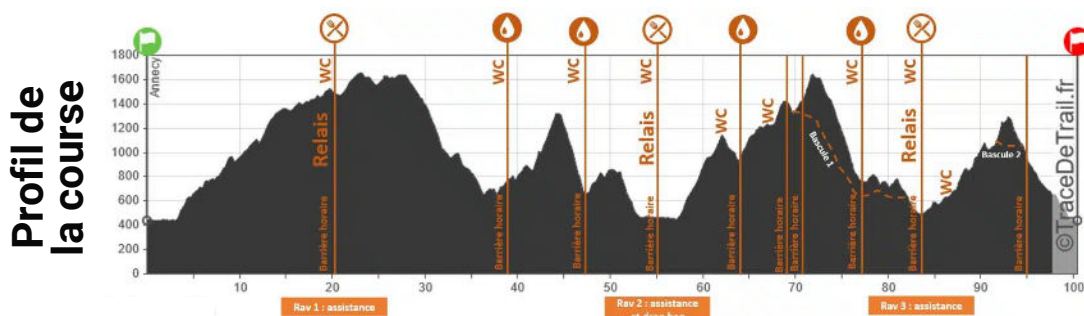 Profil de
la course
1800
1600
1400
1200
1000
800
600
400
200
0
Annecy
WC
Relais
Barrière horaire
Barrière horaire
WC
Barrière horaire
WC
Relais
Barrière horaire
WC
WC
Barrière horaire
WC
Barrière horaire
Barrière horaire
Bascule 1
WC
Barrière horaire
Relais
Barrière horaire
WC
Bascule 2
Barrière horaire
©TraceDeTrail.fr
10 20 30 40 50 60 70 80 90 100
Rav 1 : assistance
Rav 2 : assistance
et drop bag
Rav 3 : assistance